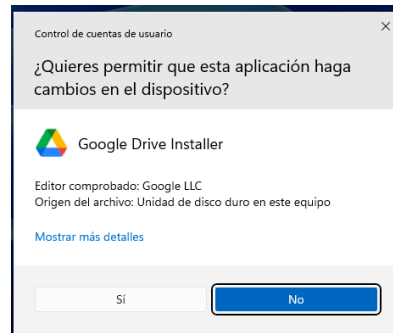 Control de cuentas de usuario
¿Quieres permitir que esta aplicación haga
cambios en el dispositivo?
Google Drive Installer
Editor comprobado: Google LLC
Origen del archivo: Unidad de disco duro en este equipo
Mostrar más detalles
Sí
No